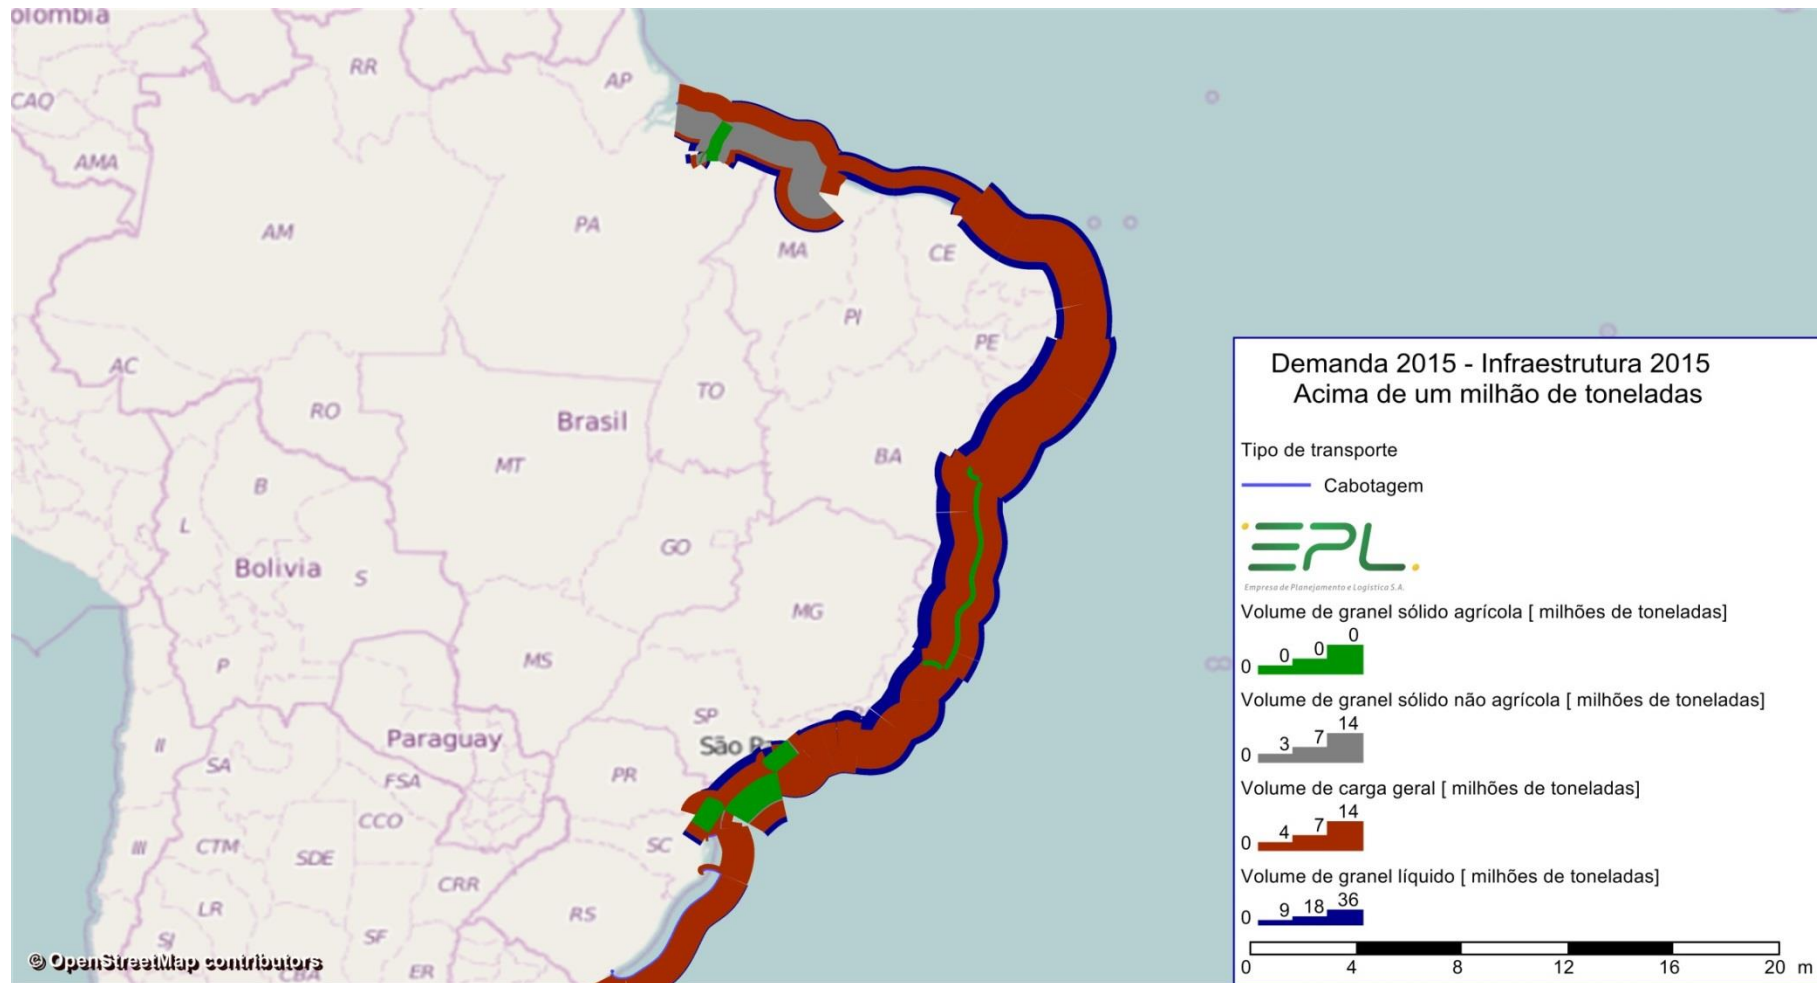 olombia
RR
AP
CAQ
AMA
AM
PA
MA
CE
PI
PE
AC
TO
RO
Brasil
BA
MT
B
L
GO
Bolivia
S
MG
P
MS
SP
Paraguay
São
II
SA
FSA
PR
CCO
III
CTM
SDE
SC
CRR
LR
RS
SJ
SF
ER
CBA
© OpenStreetMap contributors
Demanda 2015 - Infraestrutura 2015
Acima de um milhão de toneladas
Tipo de transporte
Cabotagem
EPL
Empresa de Planejamento e Logística S.A.
Volume de granel sólido agrícola [ milhões de toneladas]
0 0 0 0
Volume de granel sólido não agrícola [ milhões de toneladas]
0 3 7 14
Volume de carga geral [ milhões de toneladas]
0 4 7 14
Volume de granel líquido [ milhões de toneladas]
0 9 18 36
0 4 8 12 16 20 m